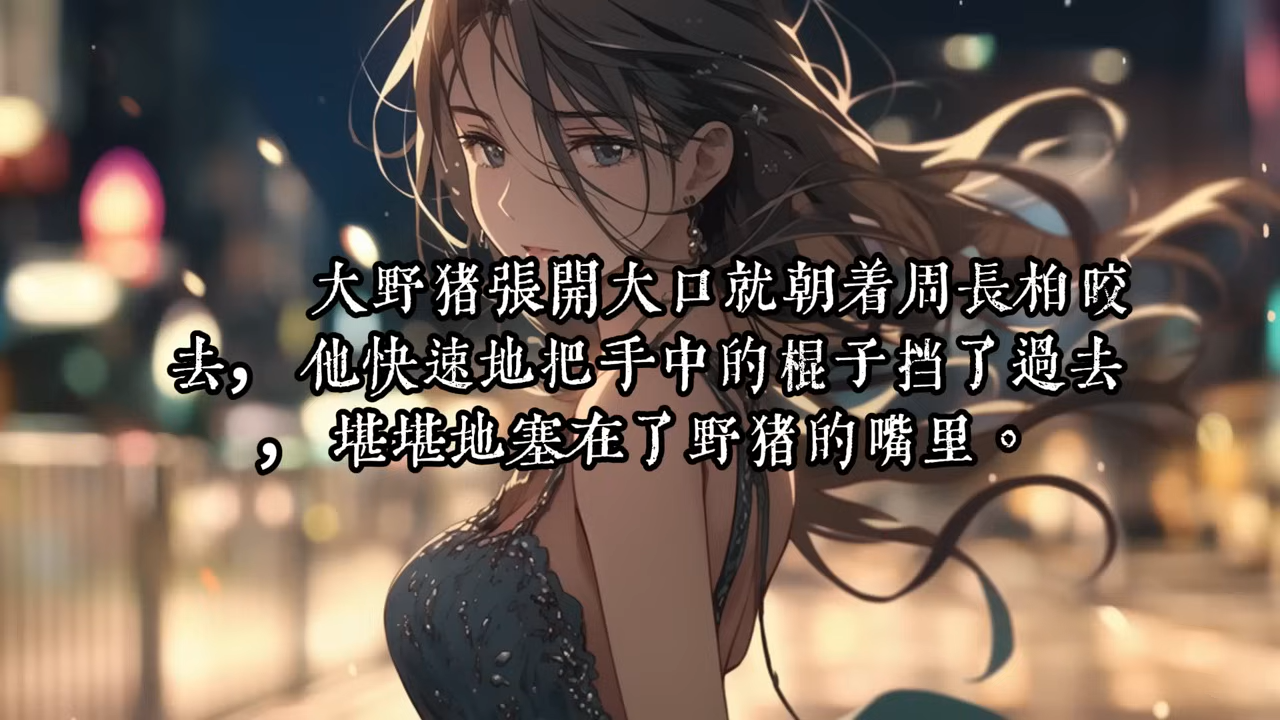 大野猪張開大口就朝着周長柏咬
去， 他快速地把手中的棍子挡了過去
， 堪堪地塞在了野猪的嘴里。